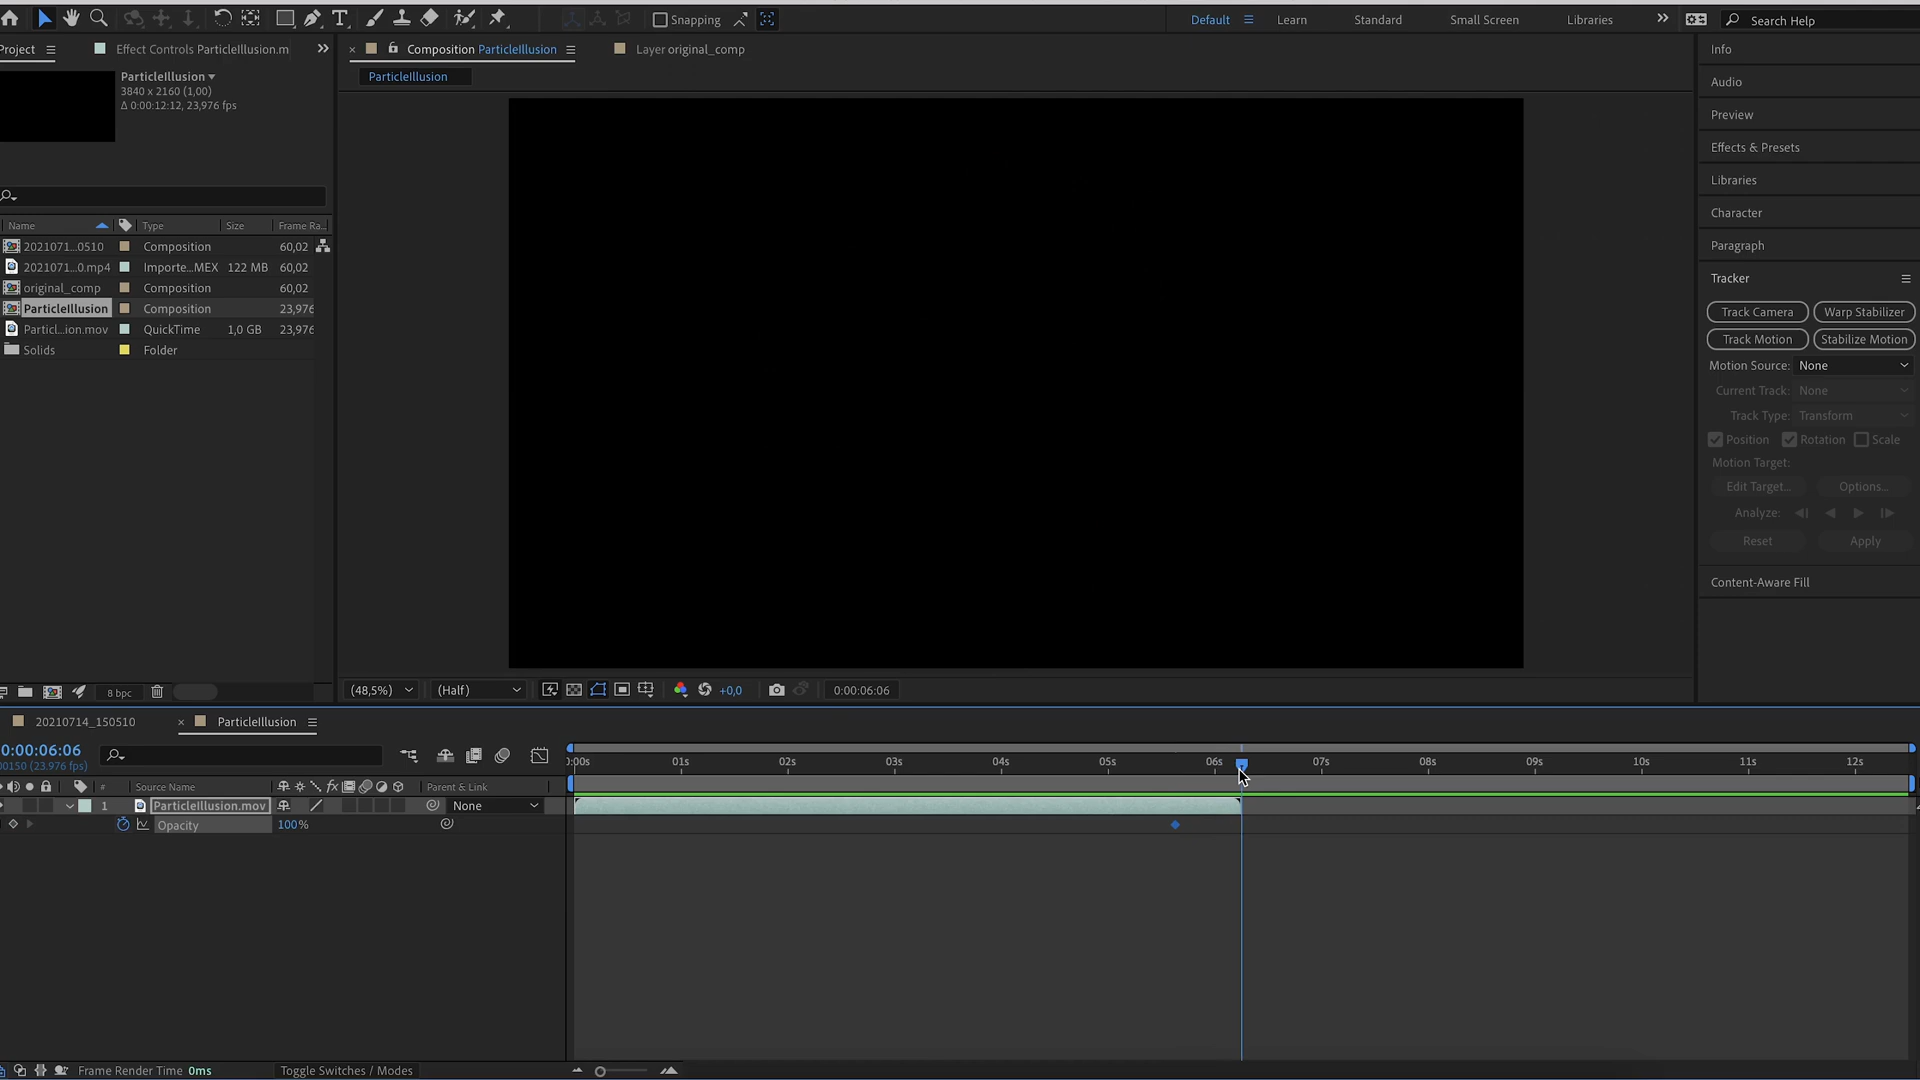 Snapping
Default
Learn
Standard
Small Screen
Libraries
Search Help
Project
Effect Controls ParticleIllusion.m
Composition ParticleIllusion
Layer original_comp
ParticleIllusion
ParticleIllusion
3840 x 2160 (1,00)
Δ 0:00:12:12, 23,976 fps
Name Type Size Frame Ra...
2021071...0510 Composition 60,02
2021071...0.mp4 Importe...MEX 122 MB 60,02
original_comp Composition 60,02
ParticleIllusion Composition 23,976
Particl...ion.mov QuickTime 1,0 GB 23,976
Solids Folder
Info
Audio
Preview
Effects & Presets
Libraries
Character
Paragraph
Tracker
Track Camera Warp Stabilizer
Track Motion Stabilize Motion
Motion Source: None
Current Track: None
Track Type: Transform
Position Rotation Scale
Motion Target:
Edit Target... Options...
Analyze:
Reset Apply
Content-Aware Fill
8 bpc
(48,5%) (Half) +0,0 0:00:06:06
20210714_150510
ParticleIllusion
0:00:06:06
00150 (23.976 fps)
:00s 01s 02s 03s 04s 05s 06s 07s 08s 09s 10s 11s 12s
# Source Name fx Parent & Link
1 ParticleIllusion.mov None
Opacity 100%
Frame Render Time 0ms
Toggle Switches / Modes